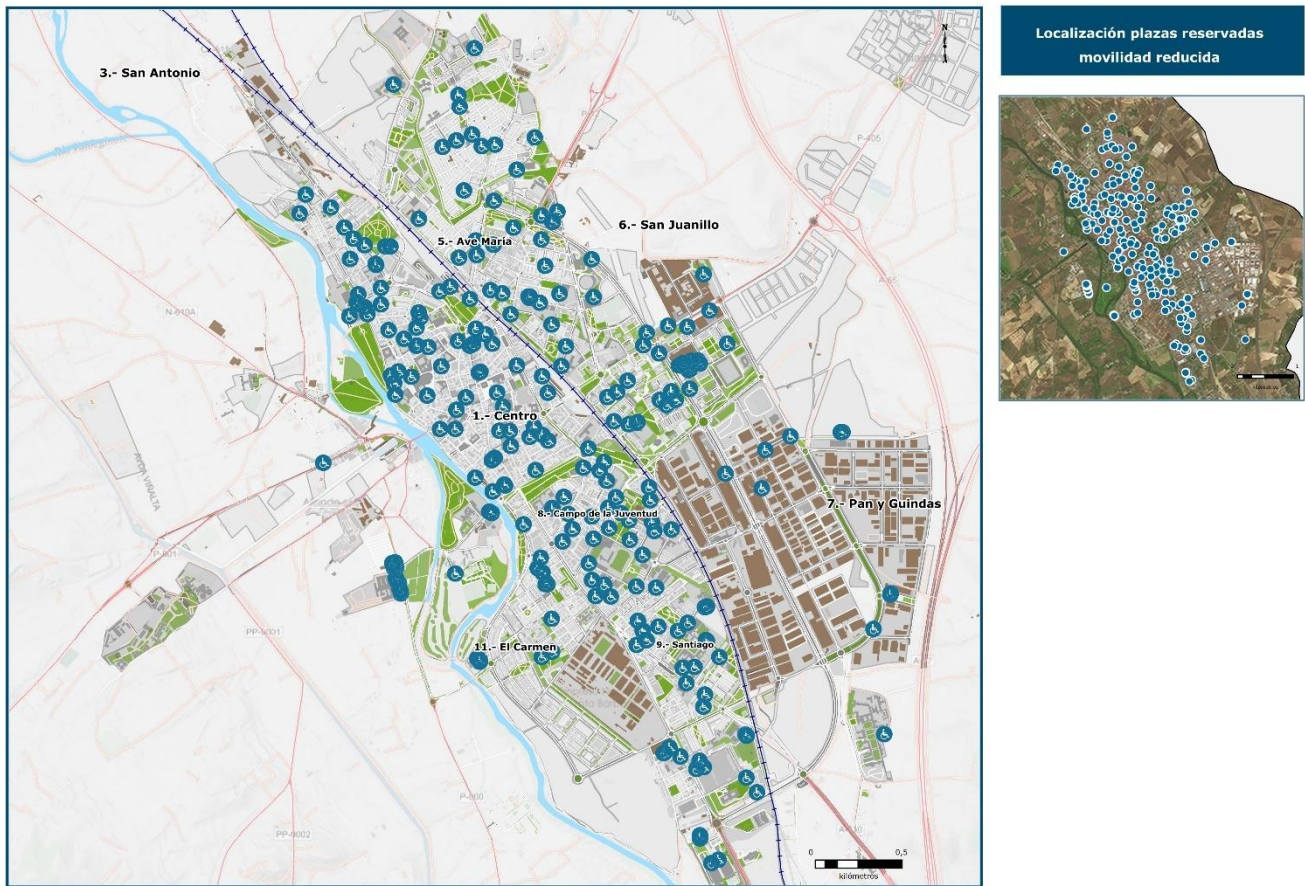 Localización plazas reservadas
movilidad reducida
N
3.- San Antonio
P-405
6.- San Juanillo
5.- Ave María
A-65
N-610A
1.- Centro
7.- Pan y Guindas
8.- Campo de la Juventud
P-901
PP-9001
11.- El Carmen
9.- Santiago
P-900
PP-9002
0 0,5
kilómetros